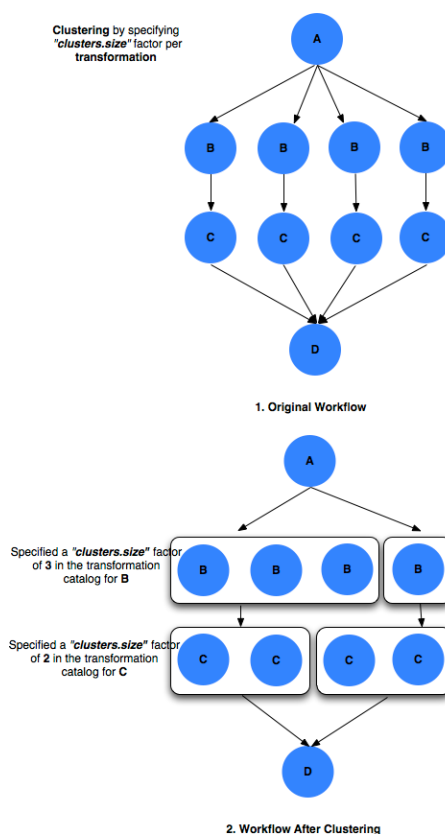 Clustering by specifying
"clusters.size" factor per
transformation
A
B B B B
C C C C
D
1. Original Workflow
A
Specified a "clusters.size" factor
of 3 in the transformation
catalog for B
B B B B
Specified a "clusters.size" factor
of 2 in the transformation
catalog for C
C C C C
D
2. Workflow After Clustering